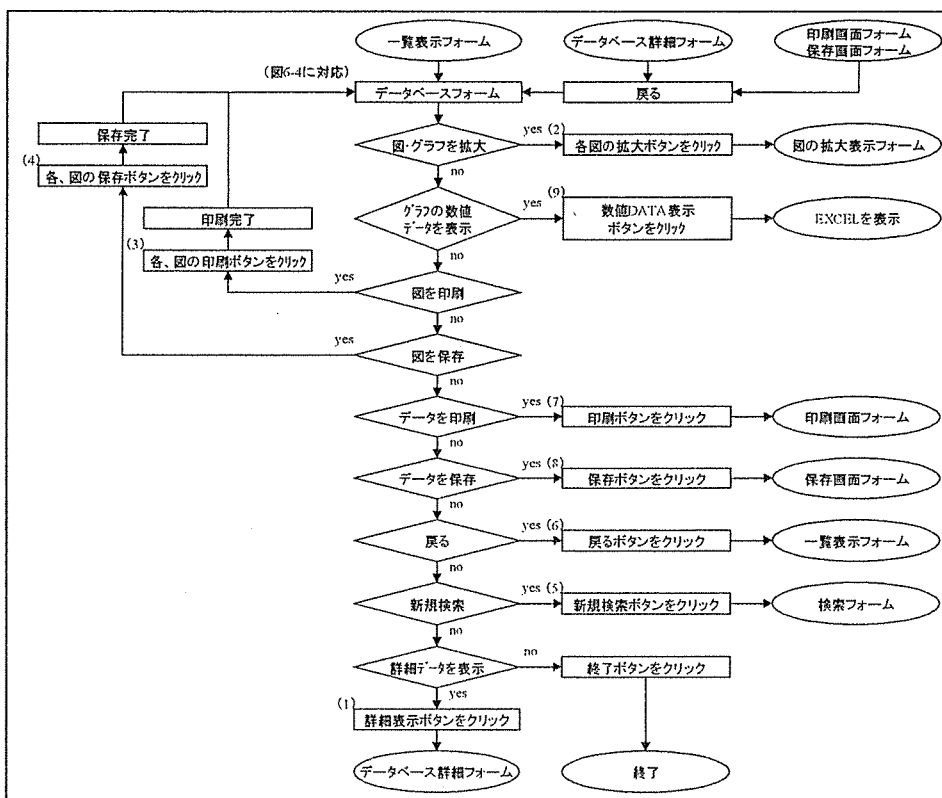 一覧表示フォーム
データベース詳細フォーム
印刷画面フォーム
保存画面フォーム
(図6-4に対応)
データベースフォーム
戻る
保存完了
図・グラフを拡大
yes (2)
各図の拡大ボタンをクリック
図の拡大表示フォーム
(4)
各、図の保存ボタンをクリック
no
印刷完了
グラフの数値
データを表示
yes (9)
数値DATA表示
ボタンをクリック
EXCELを表示
(3)
各、図の印刷ボタンをクリック
no
yes
図を印刷
no
yes
図を保存
no
データを印刷
yes (7)
印刷ボタンをクリック
印刷画面フォーム
no
データを保存
yes (8)
保存ボタンをクリック
保存画面フォーム
no
戻る
yes (6)
戻るボタンをクリック
一覧表示フォーム
no
新規検索
yes (5)
新規検索ボタンをクリック
検索フォーム
no
詳細データを表示
no
終了ボタンをクリック
yes
(1)
詳細表示ボタンをクリック
データベース詳細フォーム
終了